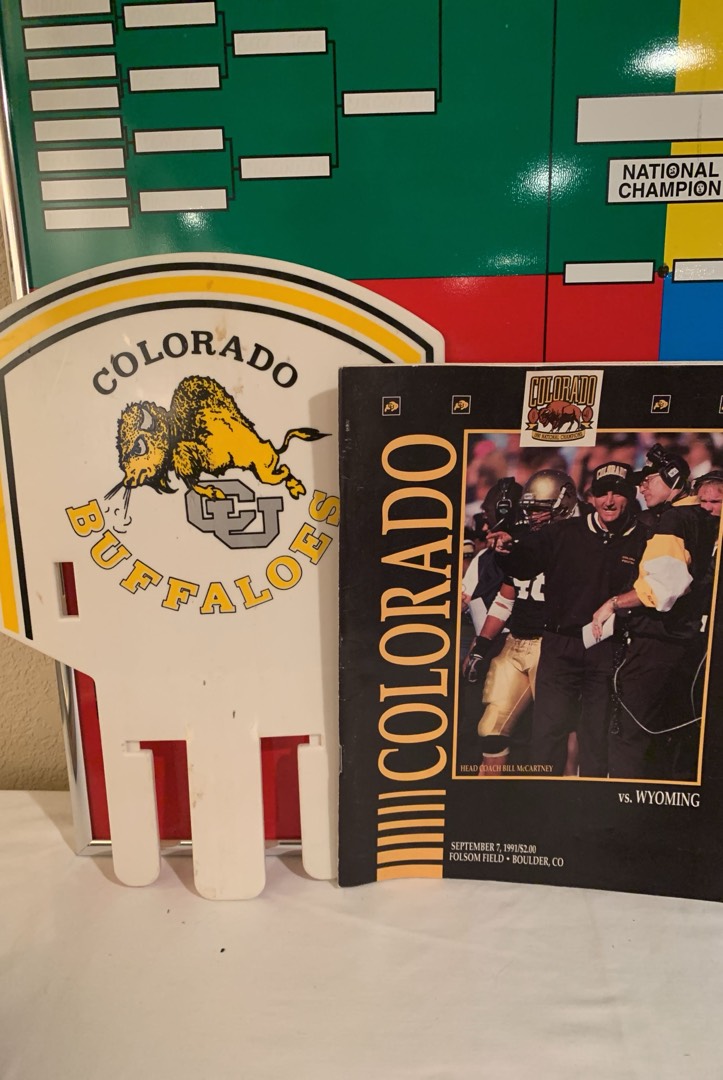 NATIONAL
CHAMPION
COLORADO
CU
BUFFALOES
COLORADO
COLORADO
COLORADO
HEAD COACH BILL McCARTNEY
vs. WYOMING
SEPTEMBER 7, 1991/$2.00
FOLSOM FIELD • BOULDER, CO